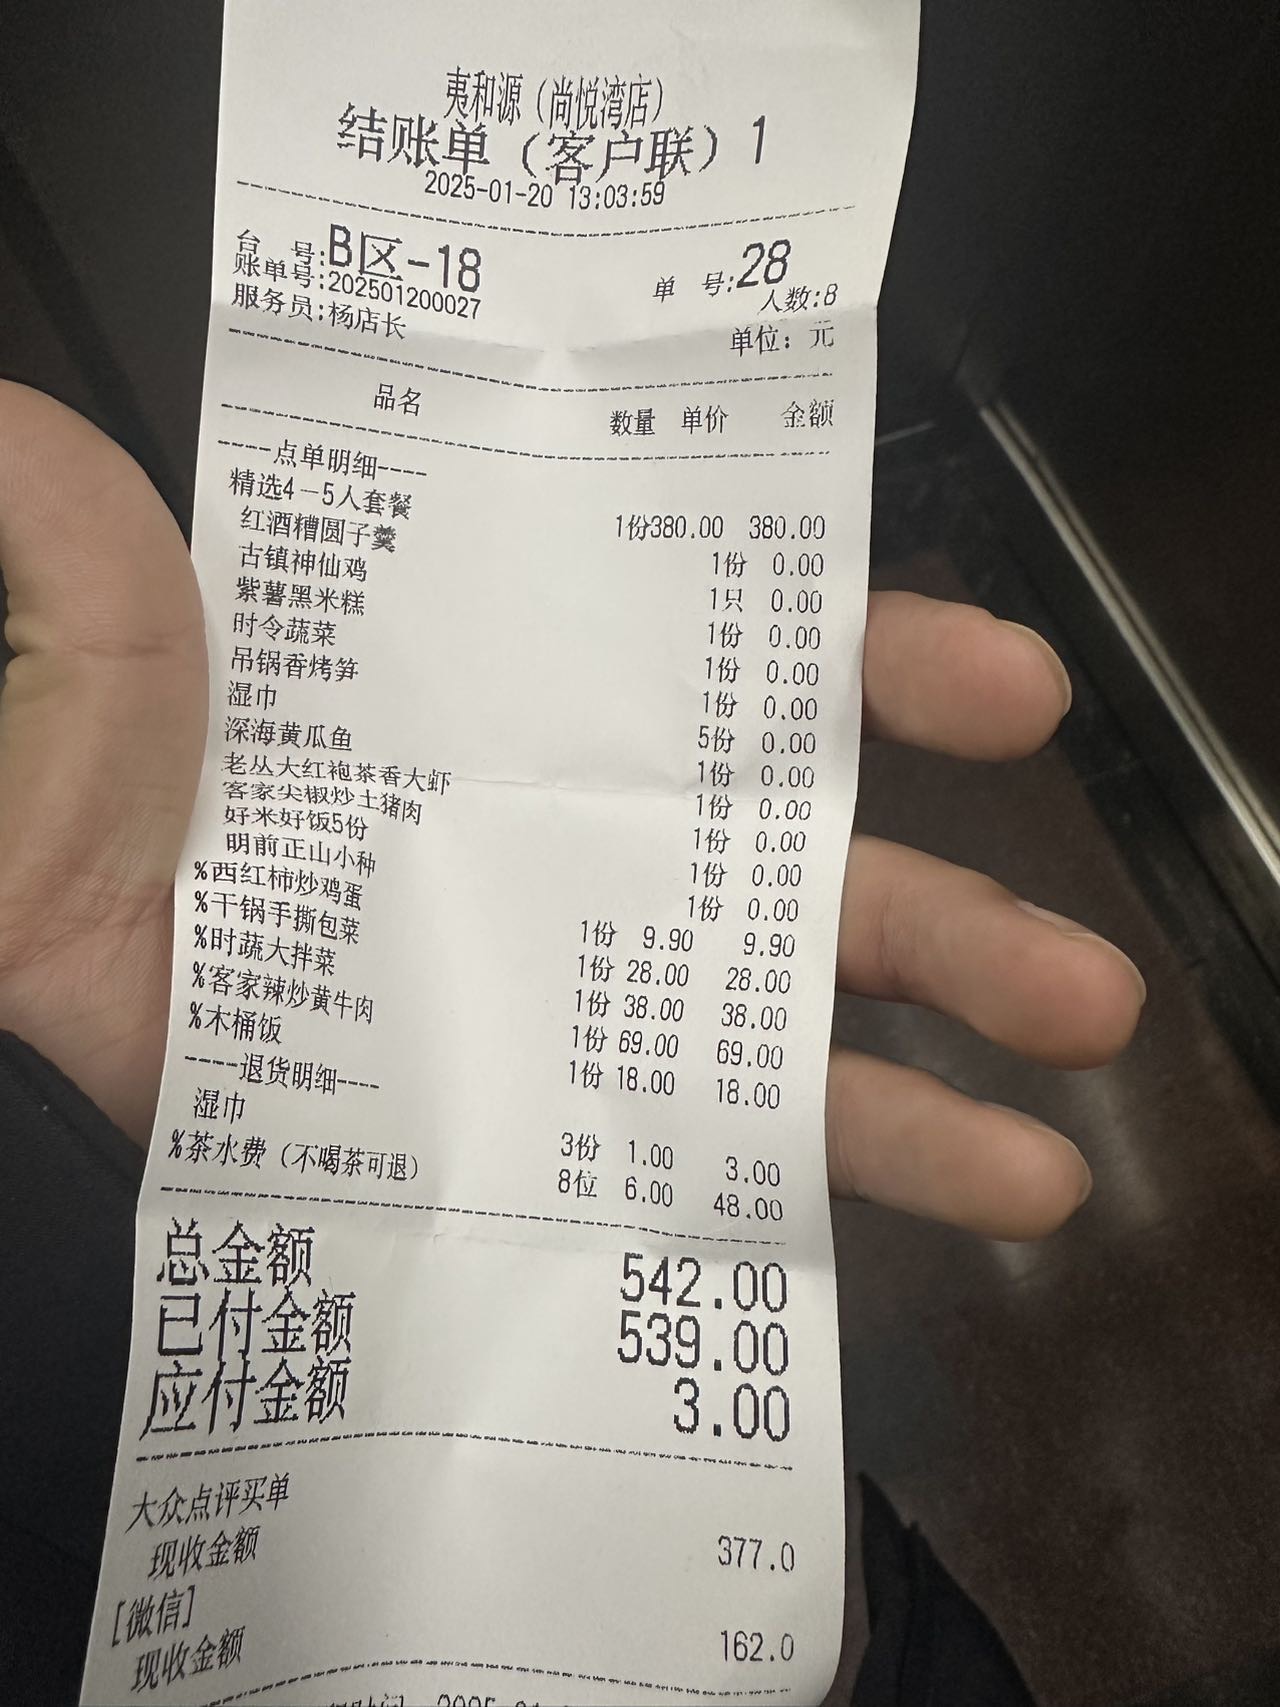 夷和源（尚悦湾店）
结账单（客户联）1
2025-01-20 13:03:59
台 号:B区-18 单 号:28
账单号:202501200027 人数:8
服务员:杨店长 单位：元
品名 数量 单价 金额
----点单明细----
精选4－5人套餐 1份380.00 380.00
红酒糟圆子羹 1份 0.00
古镇神仙鸡 1只 0.00
紫薯黑米糕 1份 0.00
时令蔬菜 1份 0.00
吊锅香烤笋 1份 0.00
湿巾 5份 0.00
深海黄瓜鱼 1份 0.00
老丛大红袍茶香大虾 1份 0.00
客家尖椒炒土猪肉 1份 0.00
好米好饭5份 1份 0.00
明前正山小种 1份 0.00
%西红柿炒鸡蛋 1份 9.90 9.90
%干锅手撕包菜 1份 28.00 28.00
%时蔬大拌菜 1份 38.00 38.00
%客家辣炒黄牛肉 1份 69.00 69.00
%木桶饭 1份 18.00 18.00
----退货明细----
湿巾 3份 1.00 3.00
%茶水费（不喝茶可退） 8位 6.00 48.00
总金额 542.00
已付金额 539.00
应付金额 3.00
大众点评买单
现收金额 377.0
[微信]
现收金额 162.0